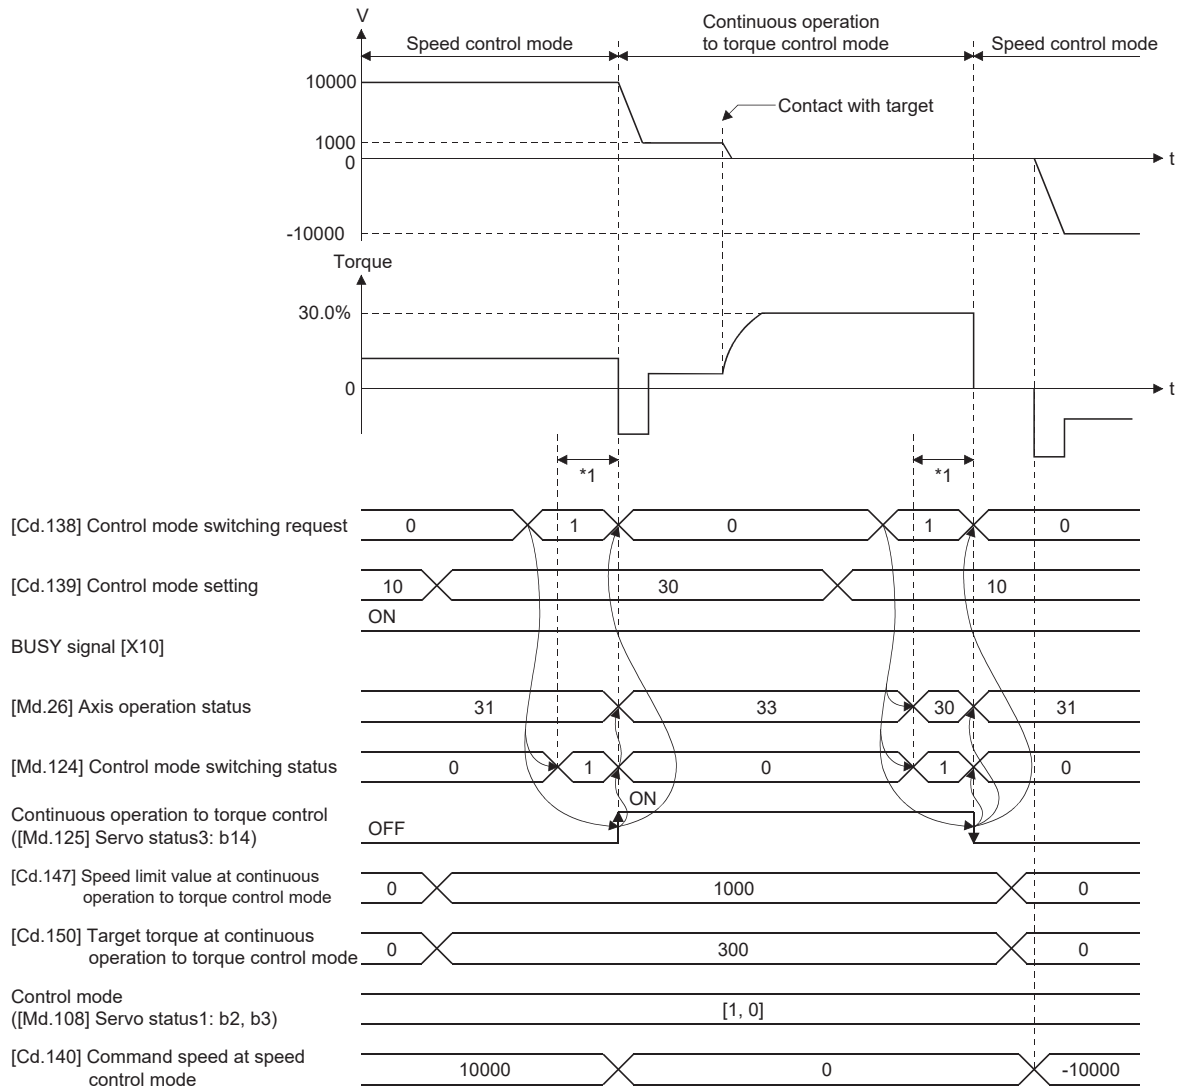 V
Speed control mode
Continuous operation
to torque control mode
Speed control mode
10000
Contact with target
1000
0
t
-10000
Torque
30.0%
0
t
*1
*1
[Cd.138] Control mode switching request
0
1
0
1
0
[Cd.139] Control mode setting
10
30
10
ON
BUSY signal [X10]
[Md.26] Axis operation status
31
33
30
31
[Md.124] Control mode switching status
0
1
0
1
0
ON
Continuous operation to torque control
([Md.125] Servo status3: b14)
OFF
[Cd.147] Speed limit value at continuous
operation to torque control mode
0
1000
0
[Cd.150] Target torque at continuous
operation to torque control mode
0
300
0
Control mode
([Md.108] Servo status1: b2, b3)
[1, 0]
[Cd.140] Command speed at speed
control mode
10000
0
-10000